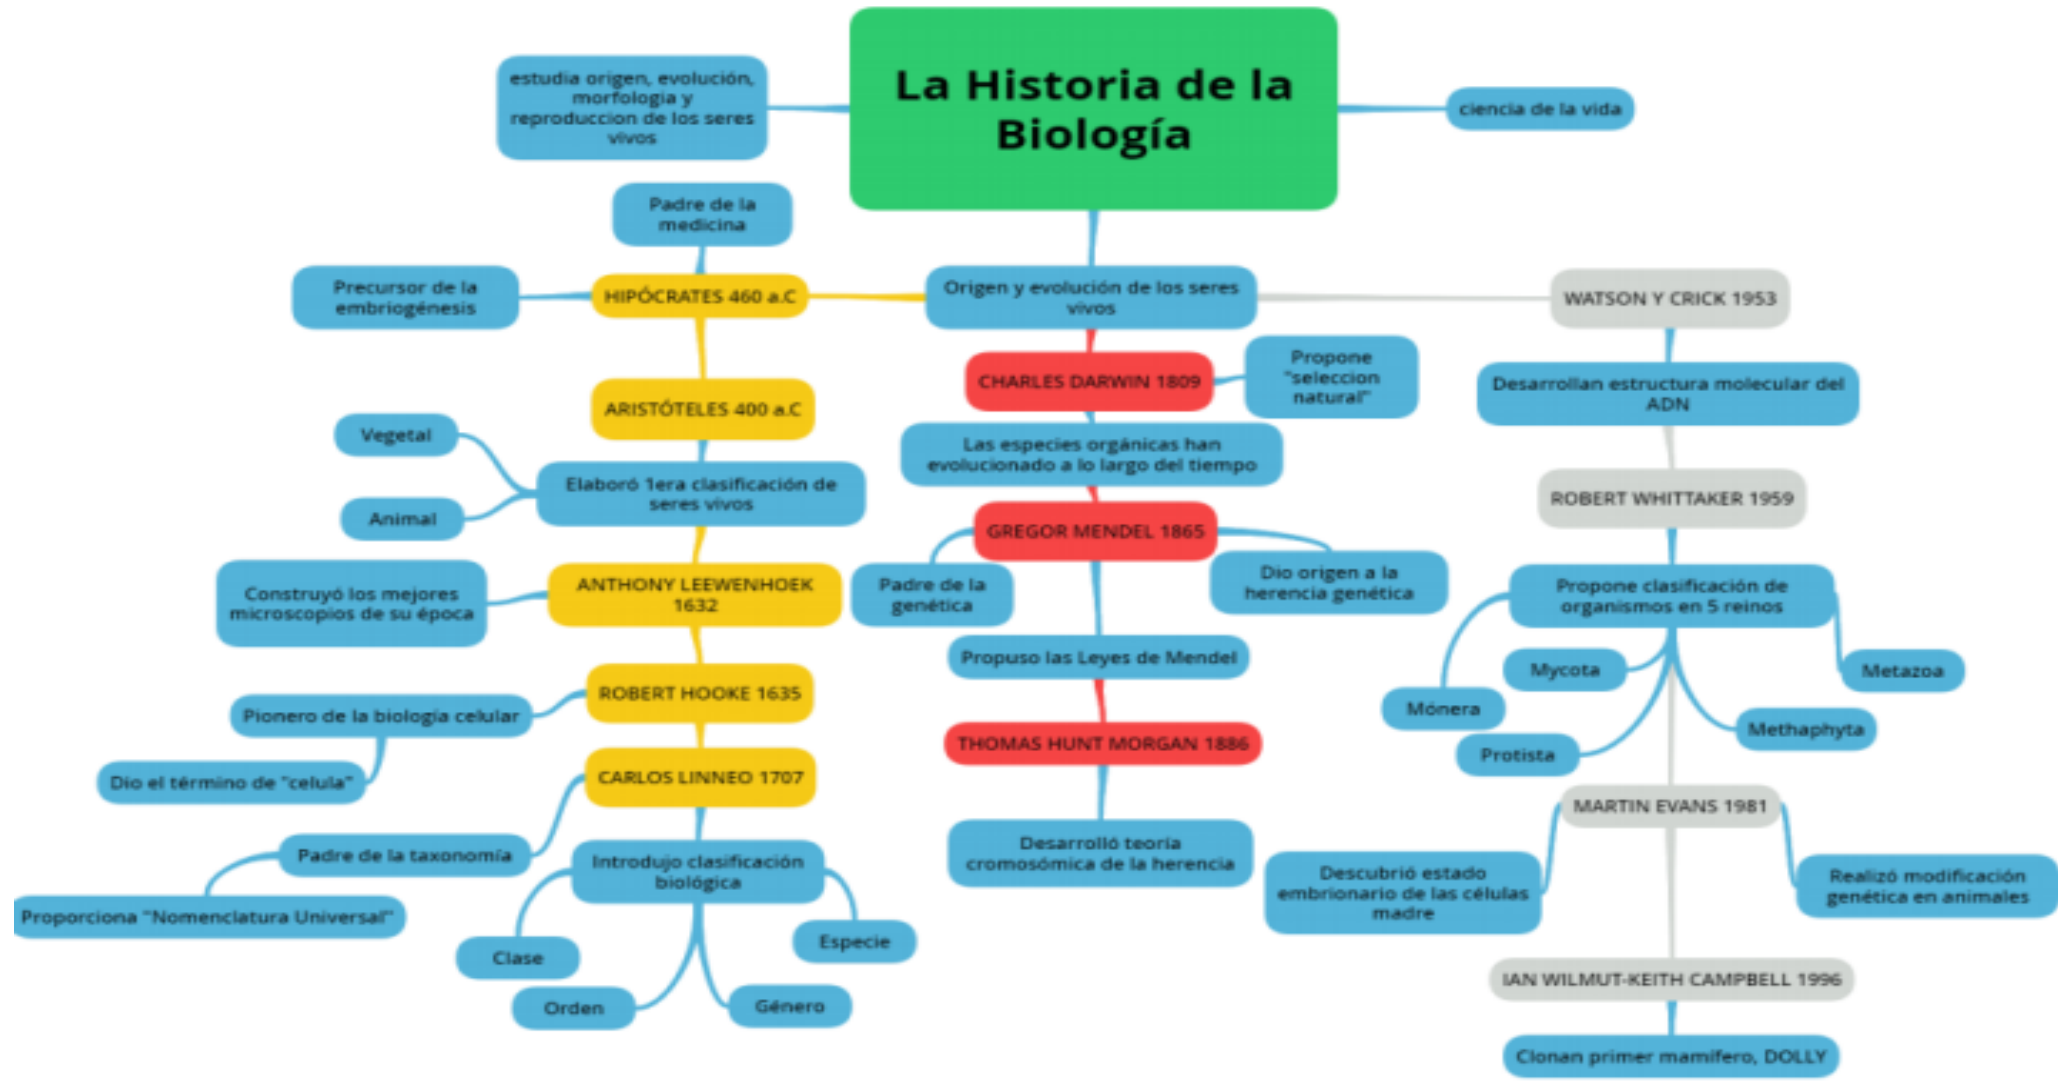 La Historia de la
Biología
estudia origen, evolución,
morfologia y
reproduccion de los seres
vivos
ciencia de la vida
Origen y evolución de los seres
vivos
HIPÓCRATES 460 a.C
Padre de la
medicina
Precursor de la
embriogénesis
ARISTÓTELES 400 a.C
Elaboró 1era clasificación de
seres vivos
Vegetal
Animal
ANTHONY LEEWENHOEK
1632
Construyó los mejores
microscopios de su época
ROBERT HOOKE 1635
Pionero de la biología celular
Dio el término de "celula"
CARLOS LINNEO 1707
Padre de la taxonomía
Proporciona "Nomenclatura Universal"
Introdujo clasificación
biológica
Clase
Orden
Género
Especie
CHARLES DARWIN 1809
Propone
"seleccion
natural"
Las especies orgánicas han
evolucionado a lo largo del tiempo
GREGOR MENDEL 1865
Padre de la
genética
Dio origen a la
herencia genética
Propuso las Leyes de Mendel
THOMAS HUNT MORGAN 1886
Desarrolló teoría
cromosómica de la herencia
WATSON Y CRICK 1953
Desarrollan estructura molecular del
ADN
ROBERT WHITTAKER 1959
Propone clasificación de
organismos en 5 reinos
Mónera
Mycota
Protista
Methaphyta
Metazoa
MARTIN EVANS 1981
Descubrió estado
embrionario de las células
madre
Realizó modificación
genética en animales
IAN WILMUT-KEITH CAMPBELL 1996
Clonan primer mamífero, DOLLY